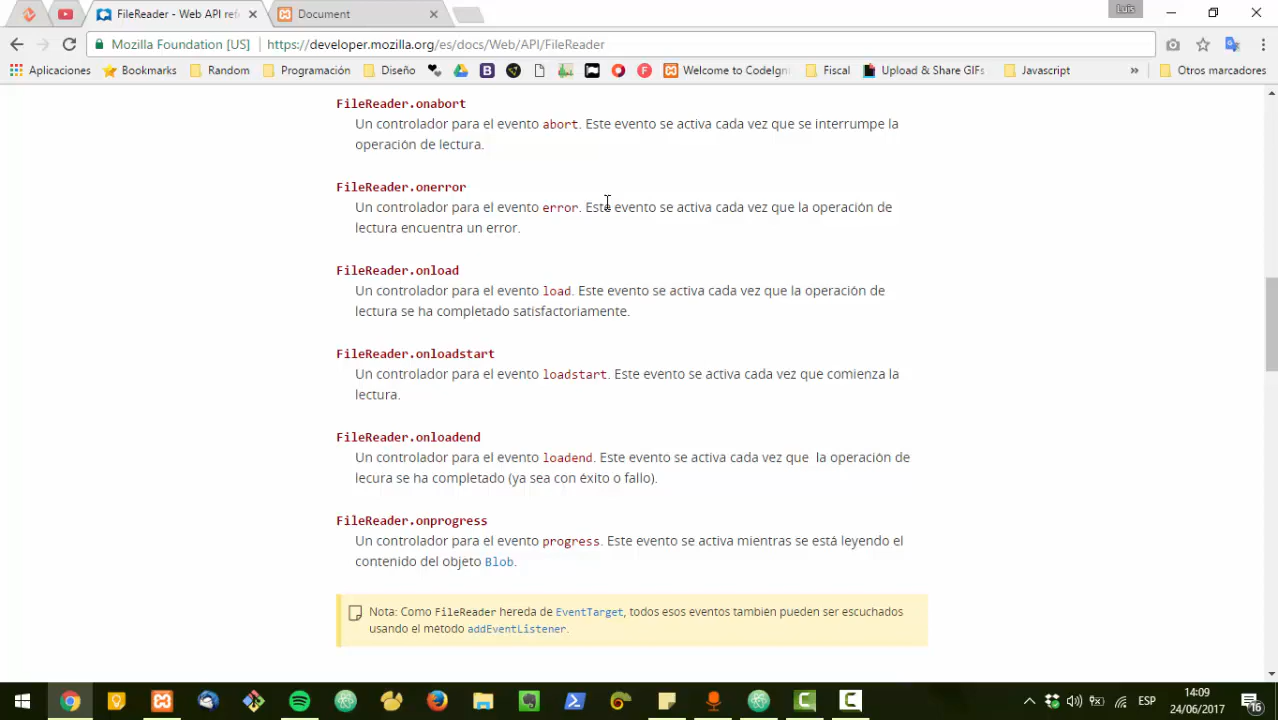 Luis
FileReader - Web API refe
Document
Mozilla Foundation [US] https://developer.mozilla.org/es/docs/Web/API/FileReader
Aplicaciones Bookmarks Random Programación Diseño Welcome to CodeIgni Fiscal Upload & Share GIFs Javascript » Otros marcadores
FileReader.onabort
Un controlador para el evento abort. Este evento se activa cada vez que se interrumpe la
operación de lectura.
FileReader.onerror
Un controlador para el evento error. Este evento se activa cada vez que la operación de
lectura encuentra un error.
FileReader.onload
Un controlador para el evento load. Este evento se activa cada vez que la operación de
lectura se ha completado satisfactoriamente.
FileReader.onloadstart
Un controlador para el evento loadstart. Este evento se activa cada vez que comienza la
lectura.
FileReader.onloadend
Un controlador para el evento loadend. Este evento se activa cada vez que la operación de
lecura se ha completado (ya sea con éxito o fallo).
FileReader.onprogress
Un controlador para el evento progress. Este evento se activa mientras se está leyendo el
contenido del objeto Blob.
Nota: Como FileReader hereda de EventTarget, todos esos eventos también pueden ser escuchados
usando el método addEventListener.
ESP
14:09
24/06/2017
16